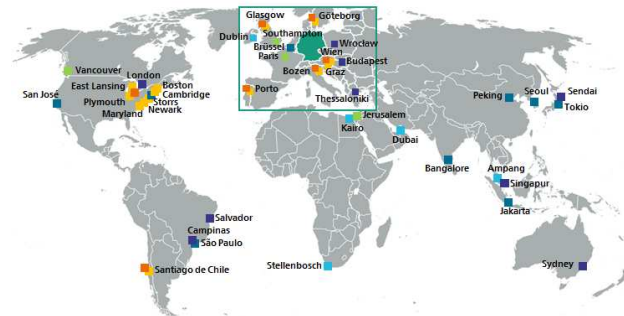 Glasgow
Göteborg
Dublin
Southampton
Brüssel
Wrocław
Wien
Paris
Budapest
Bozen
Graz
Porto
Thessaloniki
Vancouver
London
East Lansing
Boston
Cambridge
San José
Plymouth
Storrs
Maryland
Newark
Jerusalem
Kairo
Dubai
Peking
Seoul
Sendai
Tokio
Bangalore
Ampang
Singapur
Jakarta
Salvador
Campinas
São Paulo
Santiago de Chile
Stellenbosch
Sydney